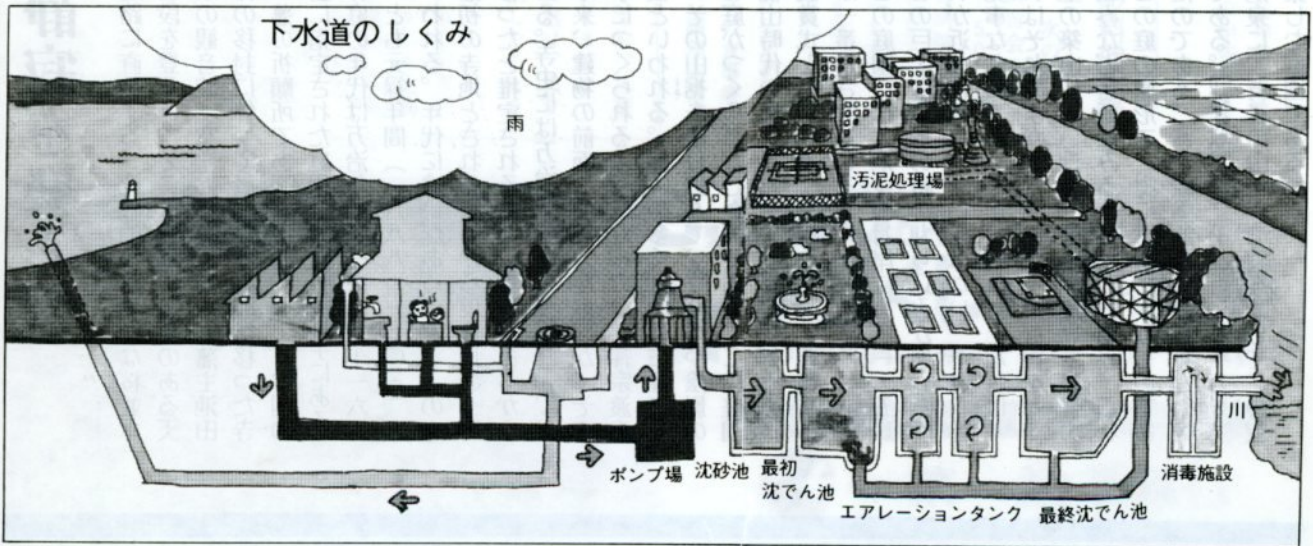 下水道のしくみ
雨
汚泥処理場
川
ポンプ場
沈砂池
最初
沈でん池
エアレーションタンク
最終沈でん池
消毒施設